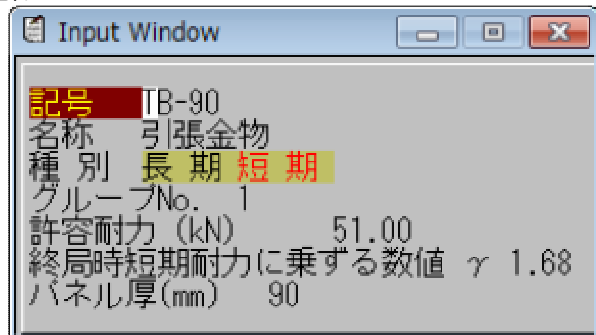 Input Window
記号 TB-90
名称 引張金物
種 別 長 期 短 期
グループNo. 1
許容耐力 (kN) 51.00
終局時短期耐力に乗ずる数値 γ 1.68
パネル厚(mm) 90